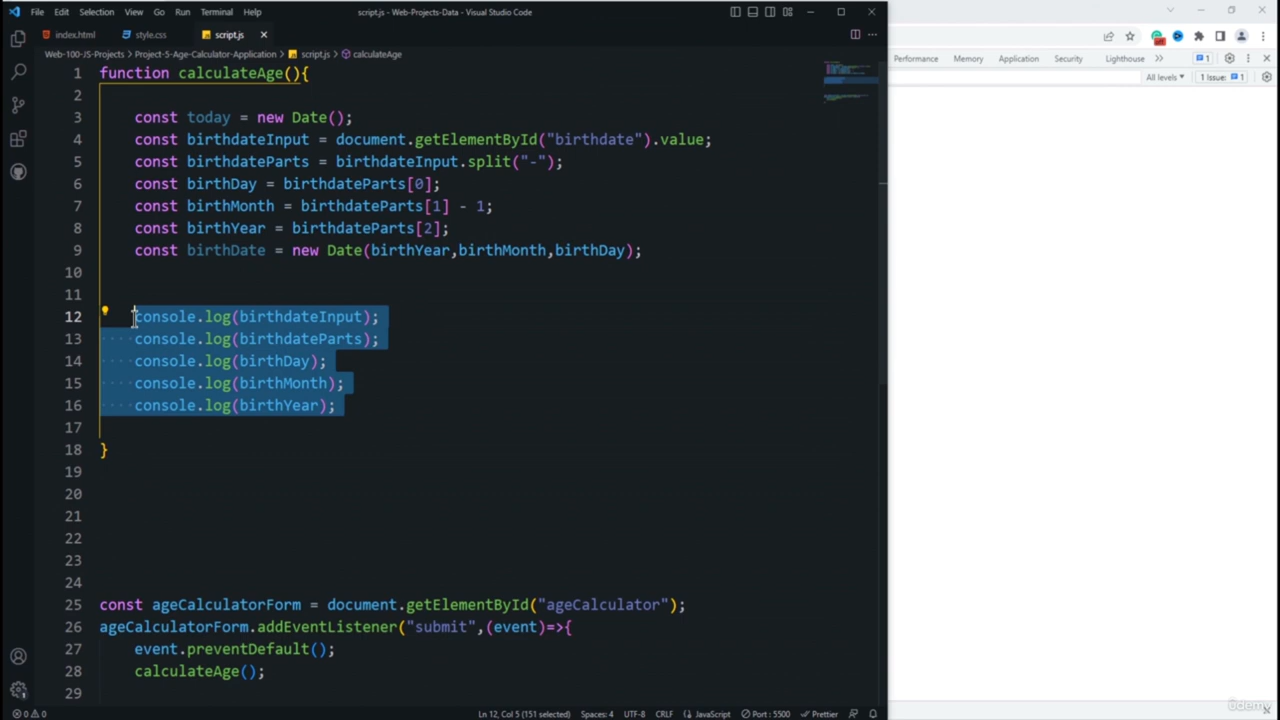 File Edit Selection View Go Run Terminal Help script.js - Web-Projects-Data - Visual Studio Code
index.html style.css script.js
Web-100-JS-Projects > Project-5-Age-Calculator-Application > script.js > calculateAge
Performance Memory Application Security Lighthouse 1
All levels 1 Issue: 1
1 function calculateAge(){
2
3 const today = new Date();
4 const birthdateInput = document.getElementById("birthdate").value;
5 const birthdateParts = birthdateInput.split("-");
6 const birthDay = birthdateParts[0];
7 const birthMonth = birthdateParts[1] - 1;
8 const birthYear = birthdateParts[2];
9 const birthDate = new Date(birthYear,birthMonth,birthDay);
10
11
12 console.log(birthdateInput);
13 console.log(birthdateParts);
14 console.log(birthDay);
15 console.log(birthMonth);
16 console.log(birthYear);
17
18 }
19
20
21
22
23
24
25 const ageCalculatorForm = document.getElementById("ageCalculator");
26 ageCalculatorForm.addEventListener("submit",(event)=>{
27 event.preventDefault();
28 calculateAge();
29
0 0 Ln 12, Col 5 (151 selected) Spaces: 4 UTF-8 CRLF JavaScript Port : 5500 Prettier
ûdemy